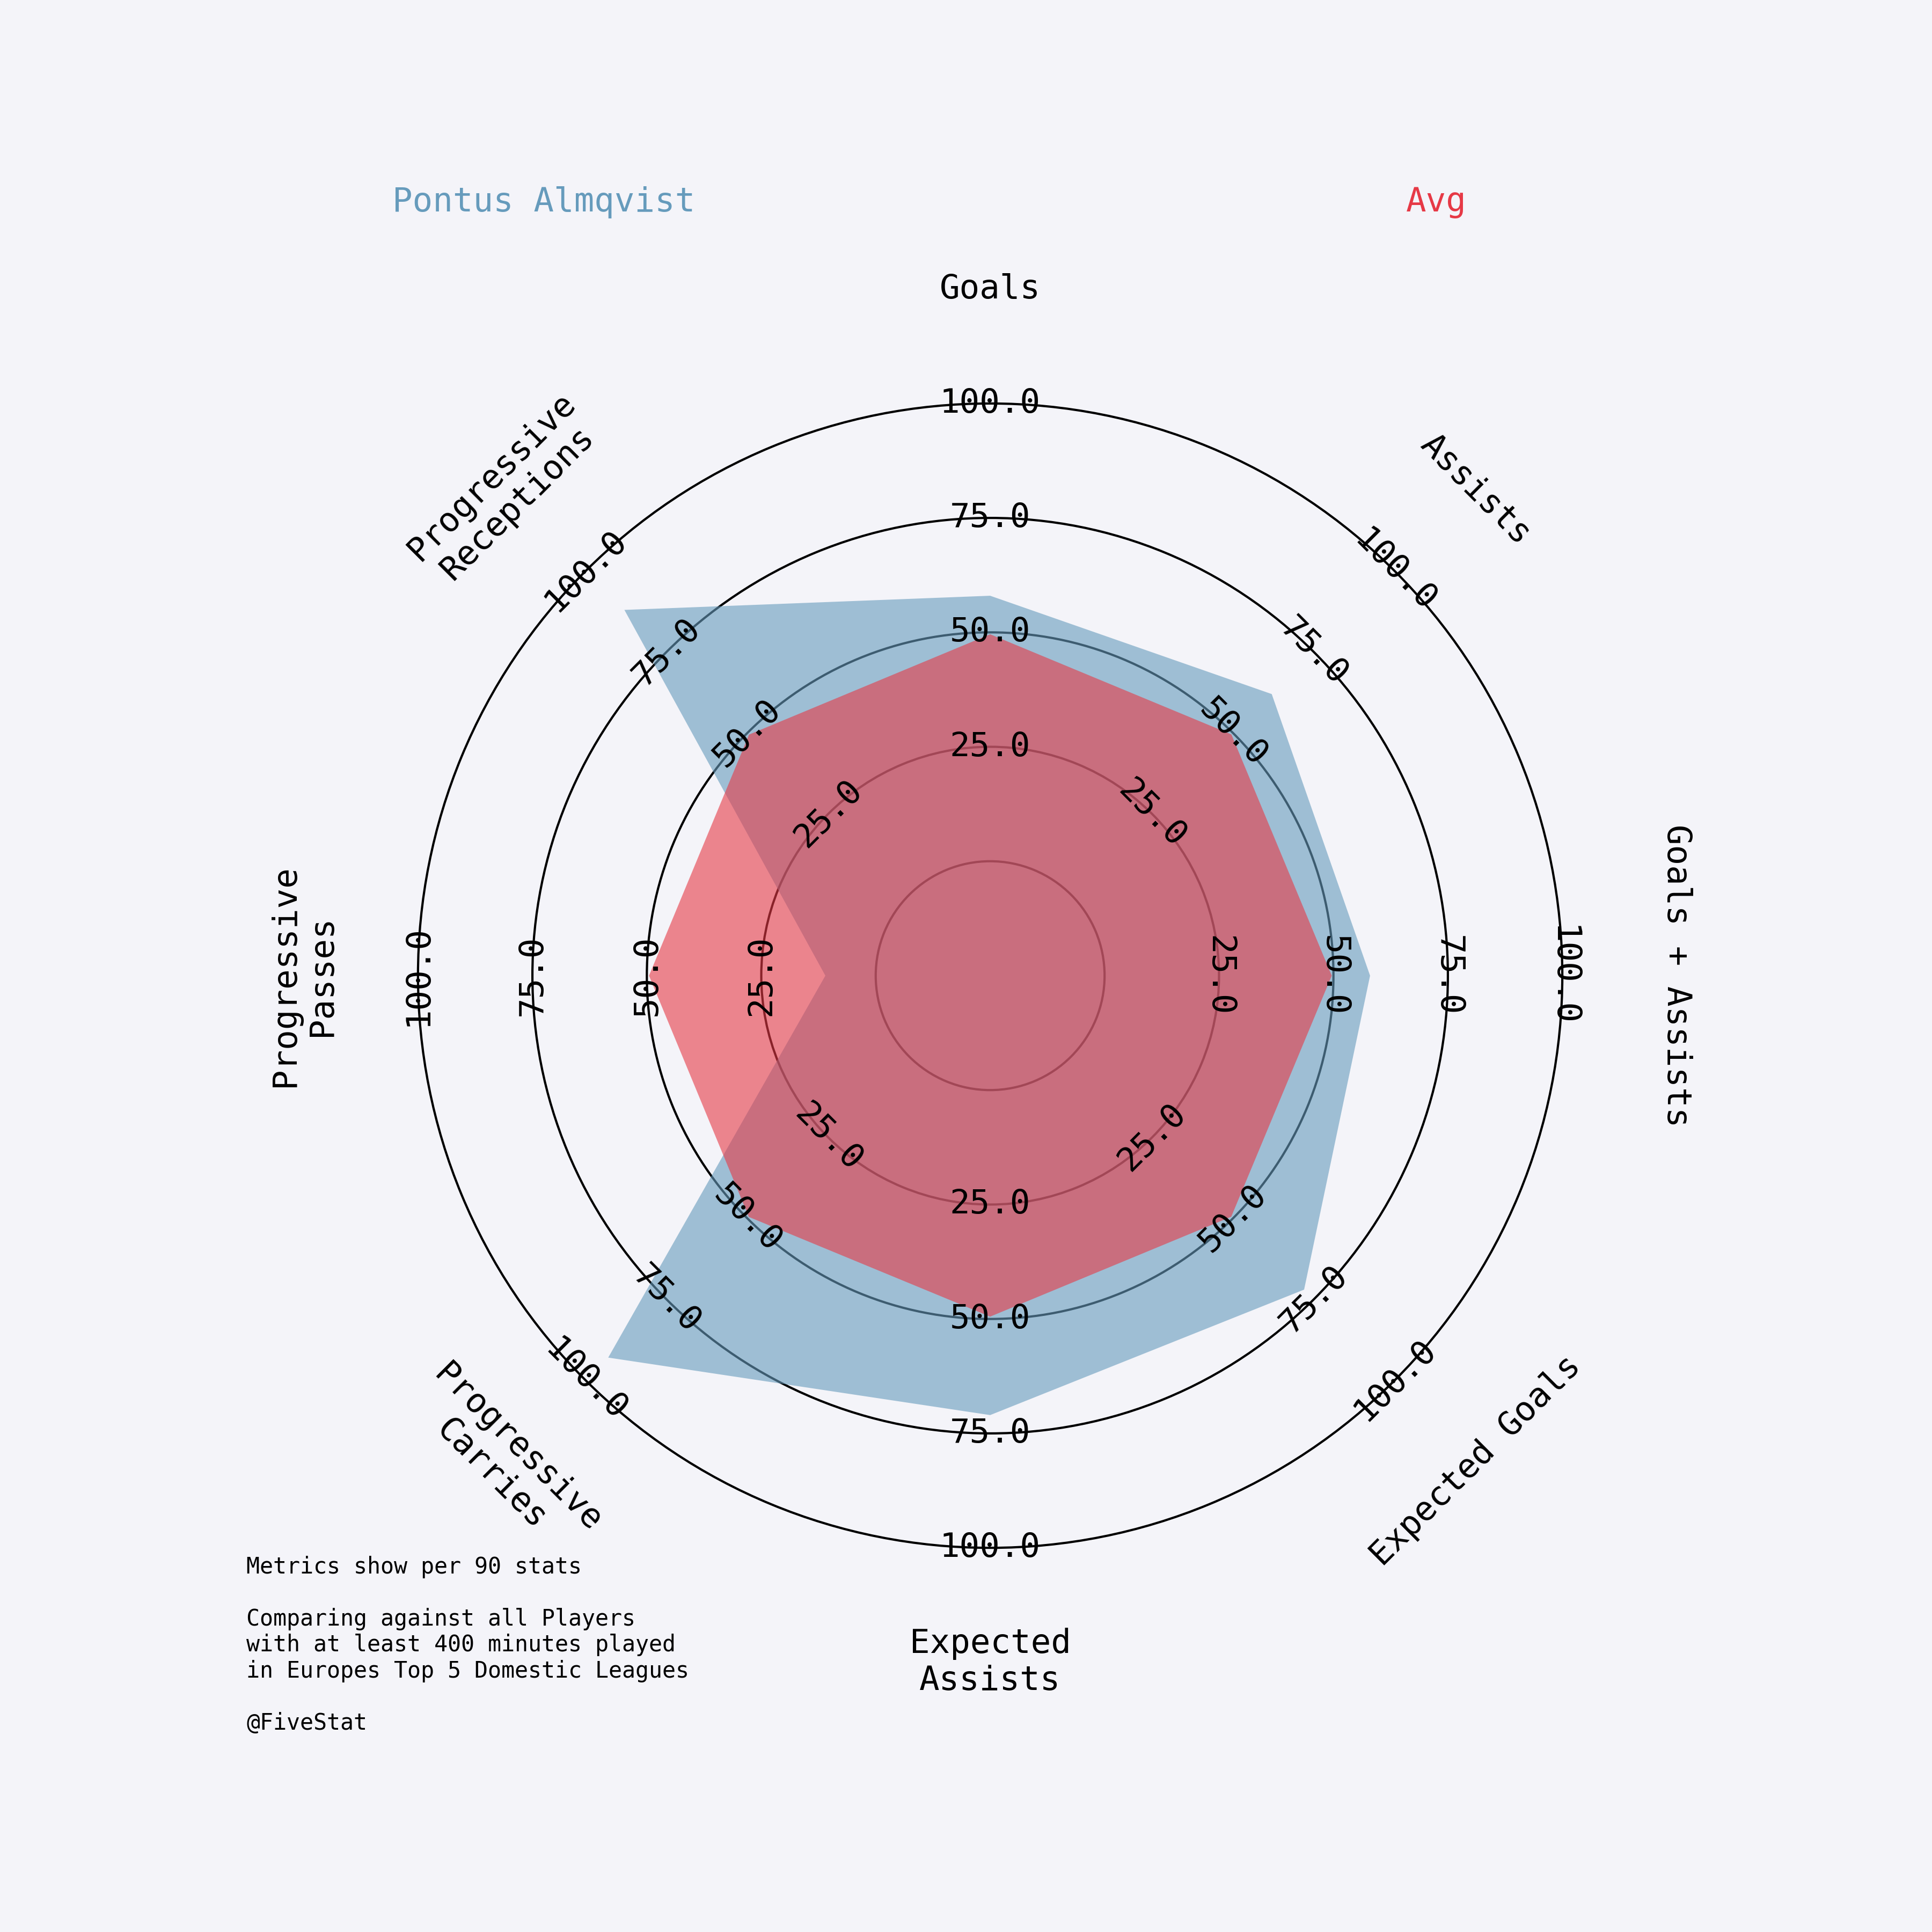 Pontus Almqvist
Avg
Goals
Assists
Goals + Assists
Expected Goals
Expected
Assists
Progressive
Carries
Progressive
Passes
Progressive
Receptions
25.0
50.0
75.0
100.0
25.0
50.0
75.0
100.0
25.0
50.0
75.0
100.0
25.0
50.0
75.0
100.0
25.0
50.0
75.0
100.0
25.0
50.0
75.0
100.0
25.0
50.0
75.0
100.0
25.0
50.0
75.0
100.0
Metrics show per 90 stats
Comparing against all Players
with at least 400 minutes played
in Europes Top 5 Domestic Leagues
@FiveStat